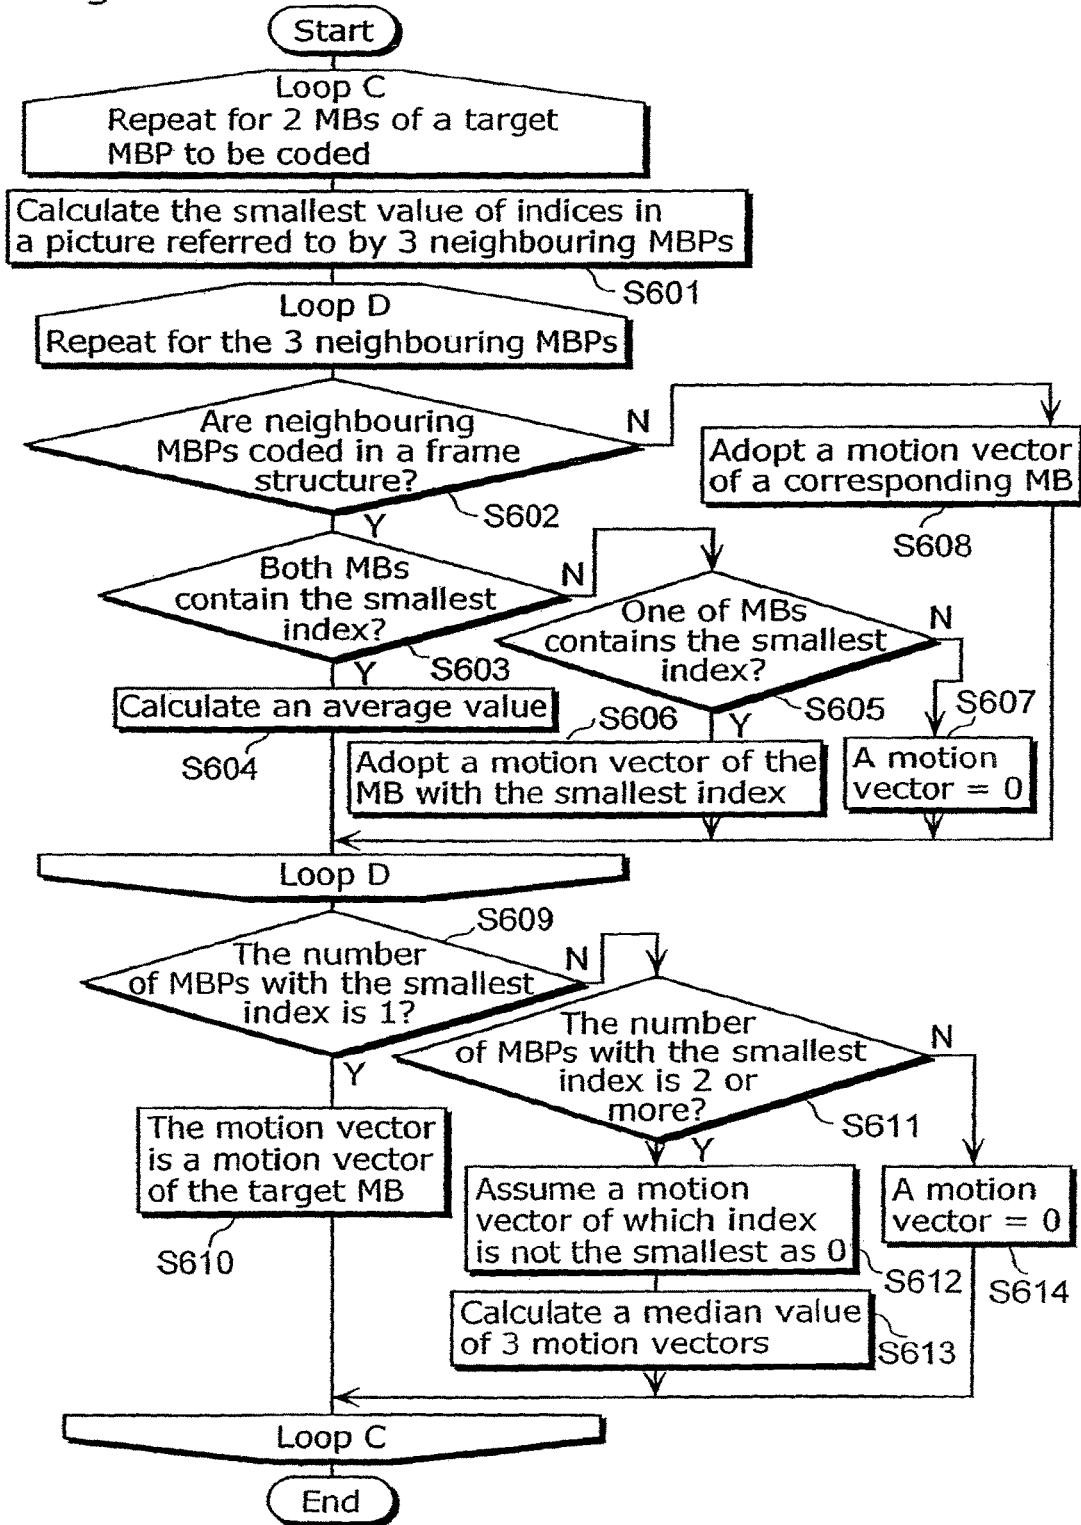 Start
Loop C
Repeat for 2 MBs of a target
MBP to be coded
Calculate the smallest value of indices in
a picture referred to by 3 neighbouring MBPs
S601
Loop D
Repeat for the 3 neighbouring MBPs
Are neighbouring
MBPs coded in a frame
structure?
N
Y
S602
Adopt a motion vector
of a corresponding MB
S608
Both MBs
contain the smallest
index?
N
Y
S603
One of MBs
contains the smallest
index?
N
Y
S605
Calculate an average value
S604
S606
Adopt a motion vector of the
MB with the smallest index
S607
A motion
vector = 0
Loop D
S609
The number
of MBPs with the smallest
index is 1?
N
Y
The number
of MBPs with the smallest
index is 2 or
more?
N
Y
S611
The motion vector
is a motion vector
of the target MB
S610
Assume a motion
vector of which index
is not the smallest as 0
S612
A motion
vector = 0
S614
Calculate a median value
of 3 motion vectors
S613
Loop C
End